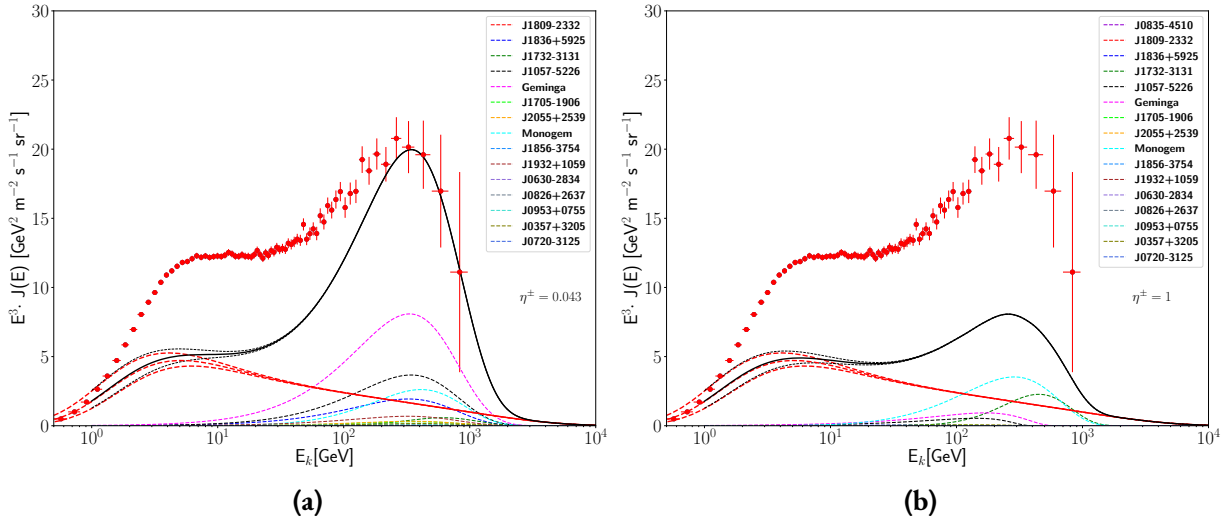 30
25
20
15
10
5
0
E³· J(E) [GeV² m⁻² s⁻¹ sr⁻¹]
J1809-2332
J1836+5925
J1732-3131
J1057-5226
Geminga
J1705-1906
J2055+2539
Monogem
J1856-3754
J1932+1059
J0630-2834
J0826+2637
J0953+0755
J0357+3205
J0720-3125
η± = 0.043
10⁰
10¹
10²
10³
10⁴
Eₖ[GeV]
(a)
30
25
20
15
10
5
0
E³· J(E) [GeV² m⁻² s⁻¹ sr⁻¹]
J0835-4510
J1809-2332
J1836+5925
J1732-3131
J1057-5226
Geminga
J1705-1906
J2055+2539
Monogem
J1856-3754
J1932+1059
J0630-2834
J0826+2637
J0953+0755
J0357+3205
J0720-3125
η± = 1
10⁰
10¹
10²
10³
10⁴
Eₖ[GeV]
(b)